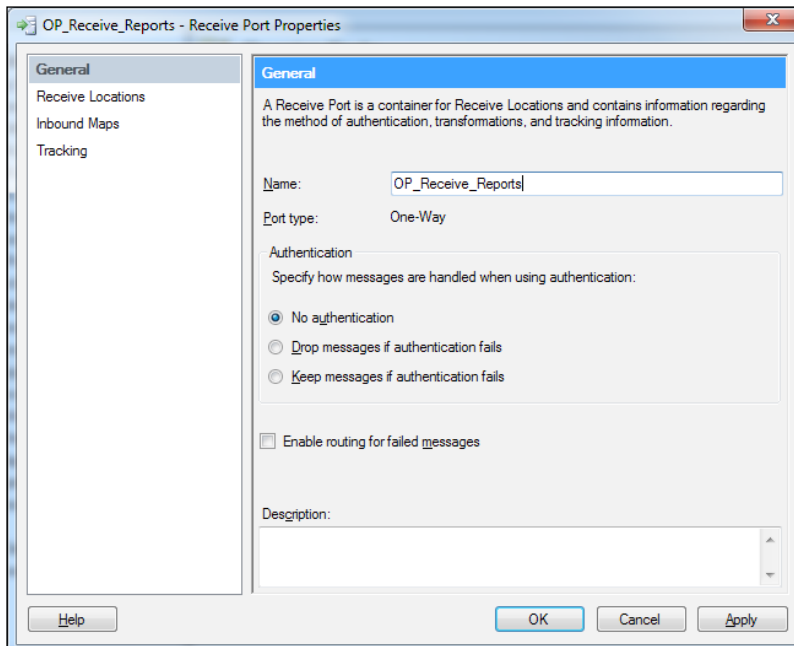 OP_Receive_Reports - Receive Port Properties
x
General
Receive Locations
Inbound Maps
Tracking
General
A Receive Port is a container for Receive Locations and contains information regarding
the method of authentication, transformations, and tracking information.
Name: OP_Receive_Reports
Port type: One-Way
Authentication
Specify how messages are handled when using authentication:
No authentication
Drop messages if authentication fails
Keep messages if authentication fails
Enable routing for failed messages
Description:
Help OK Cancel Apply